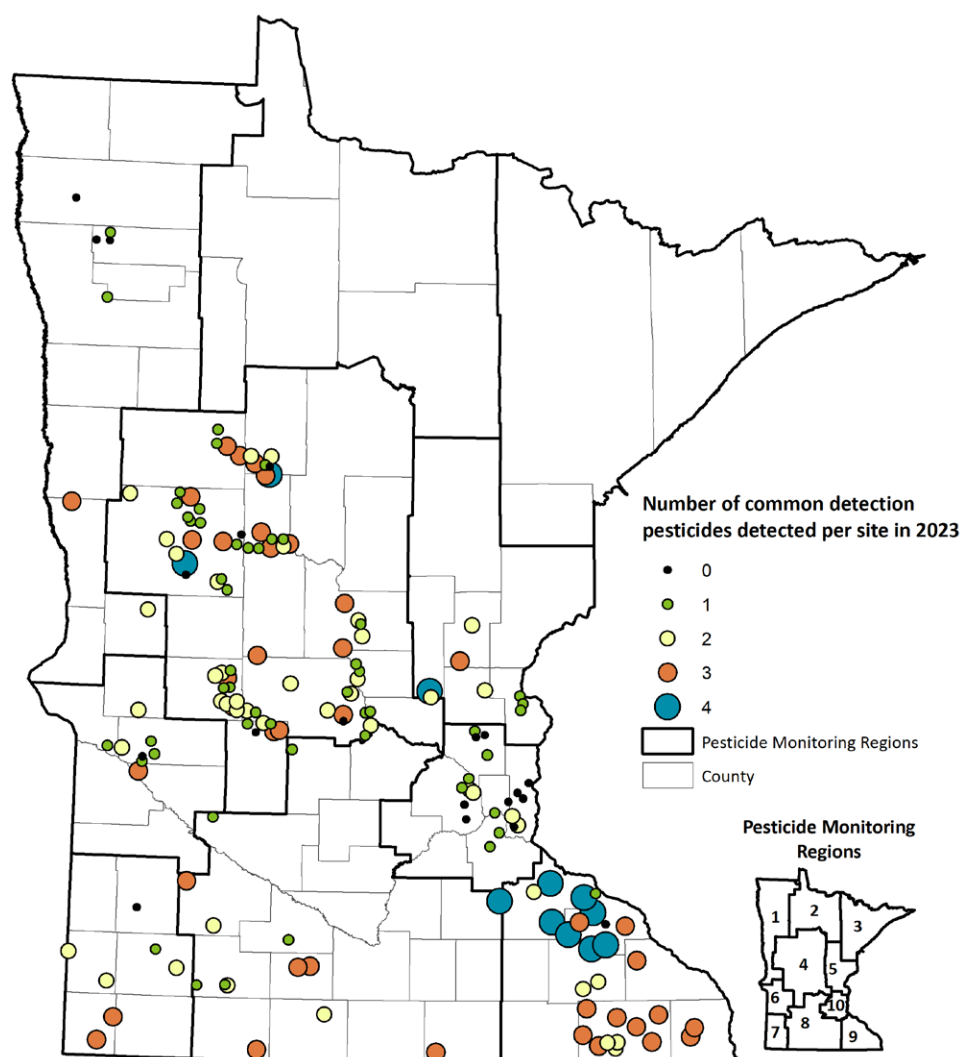 Number of common detection
pesticides detected per site in 2023
0
1
2
3
4
Pesticide Monitoring Regions
County
Pesticide Monitoring
Regions
1
2
3
4
5
6
10
7
8
9